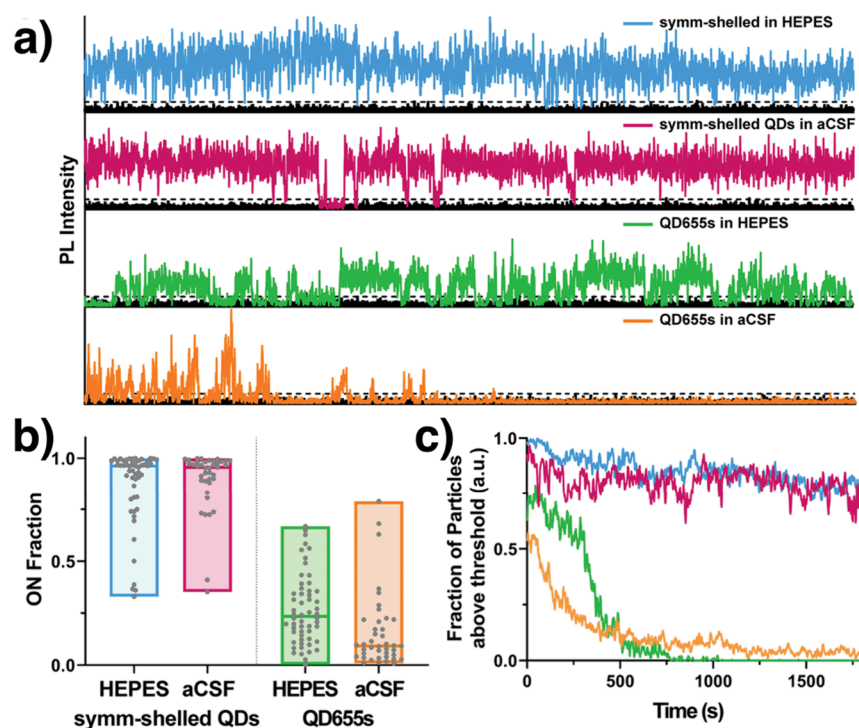 a)
symm-shelled in HEPES
symm-shelled QDs in aCSF
QD655s in HEPES
QD655s in aCSF
PL Intensity
b)
ON Fraction
1.0
0.5
0.0
HEPES aCSF HEPES aCSF
symm-shelled QDs QD655s
c)
Fraction of Particles
above threshold (a.u.)
1.0
0.5
0.0
0 500 1000 1500
Time (s)